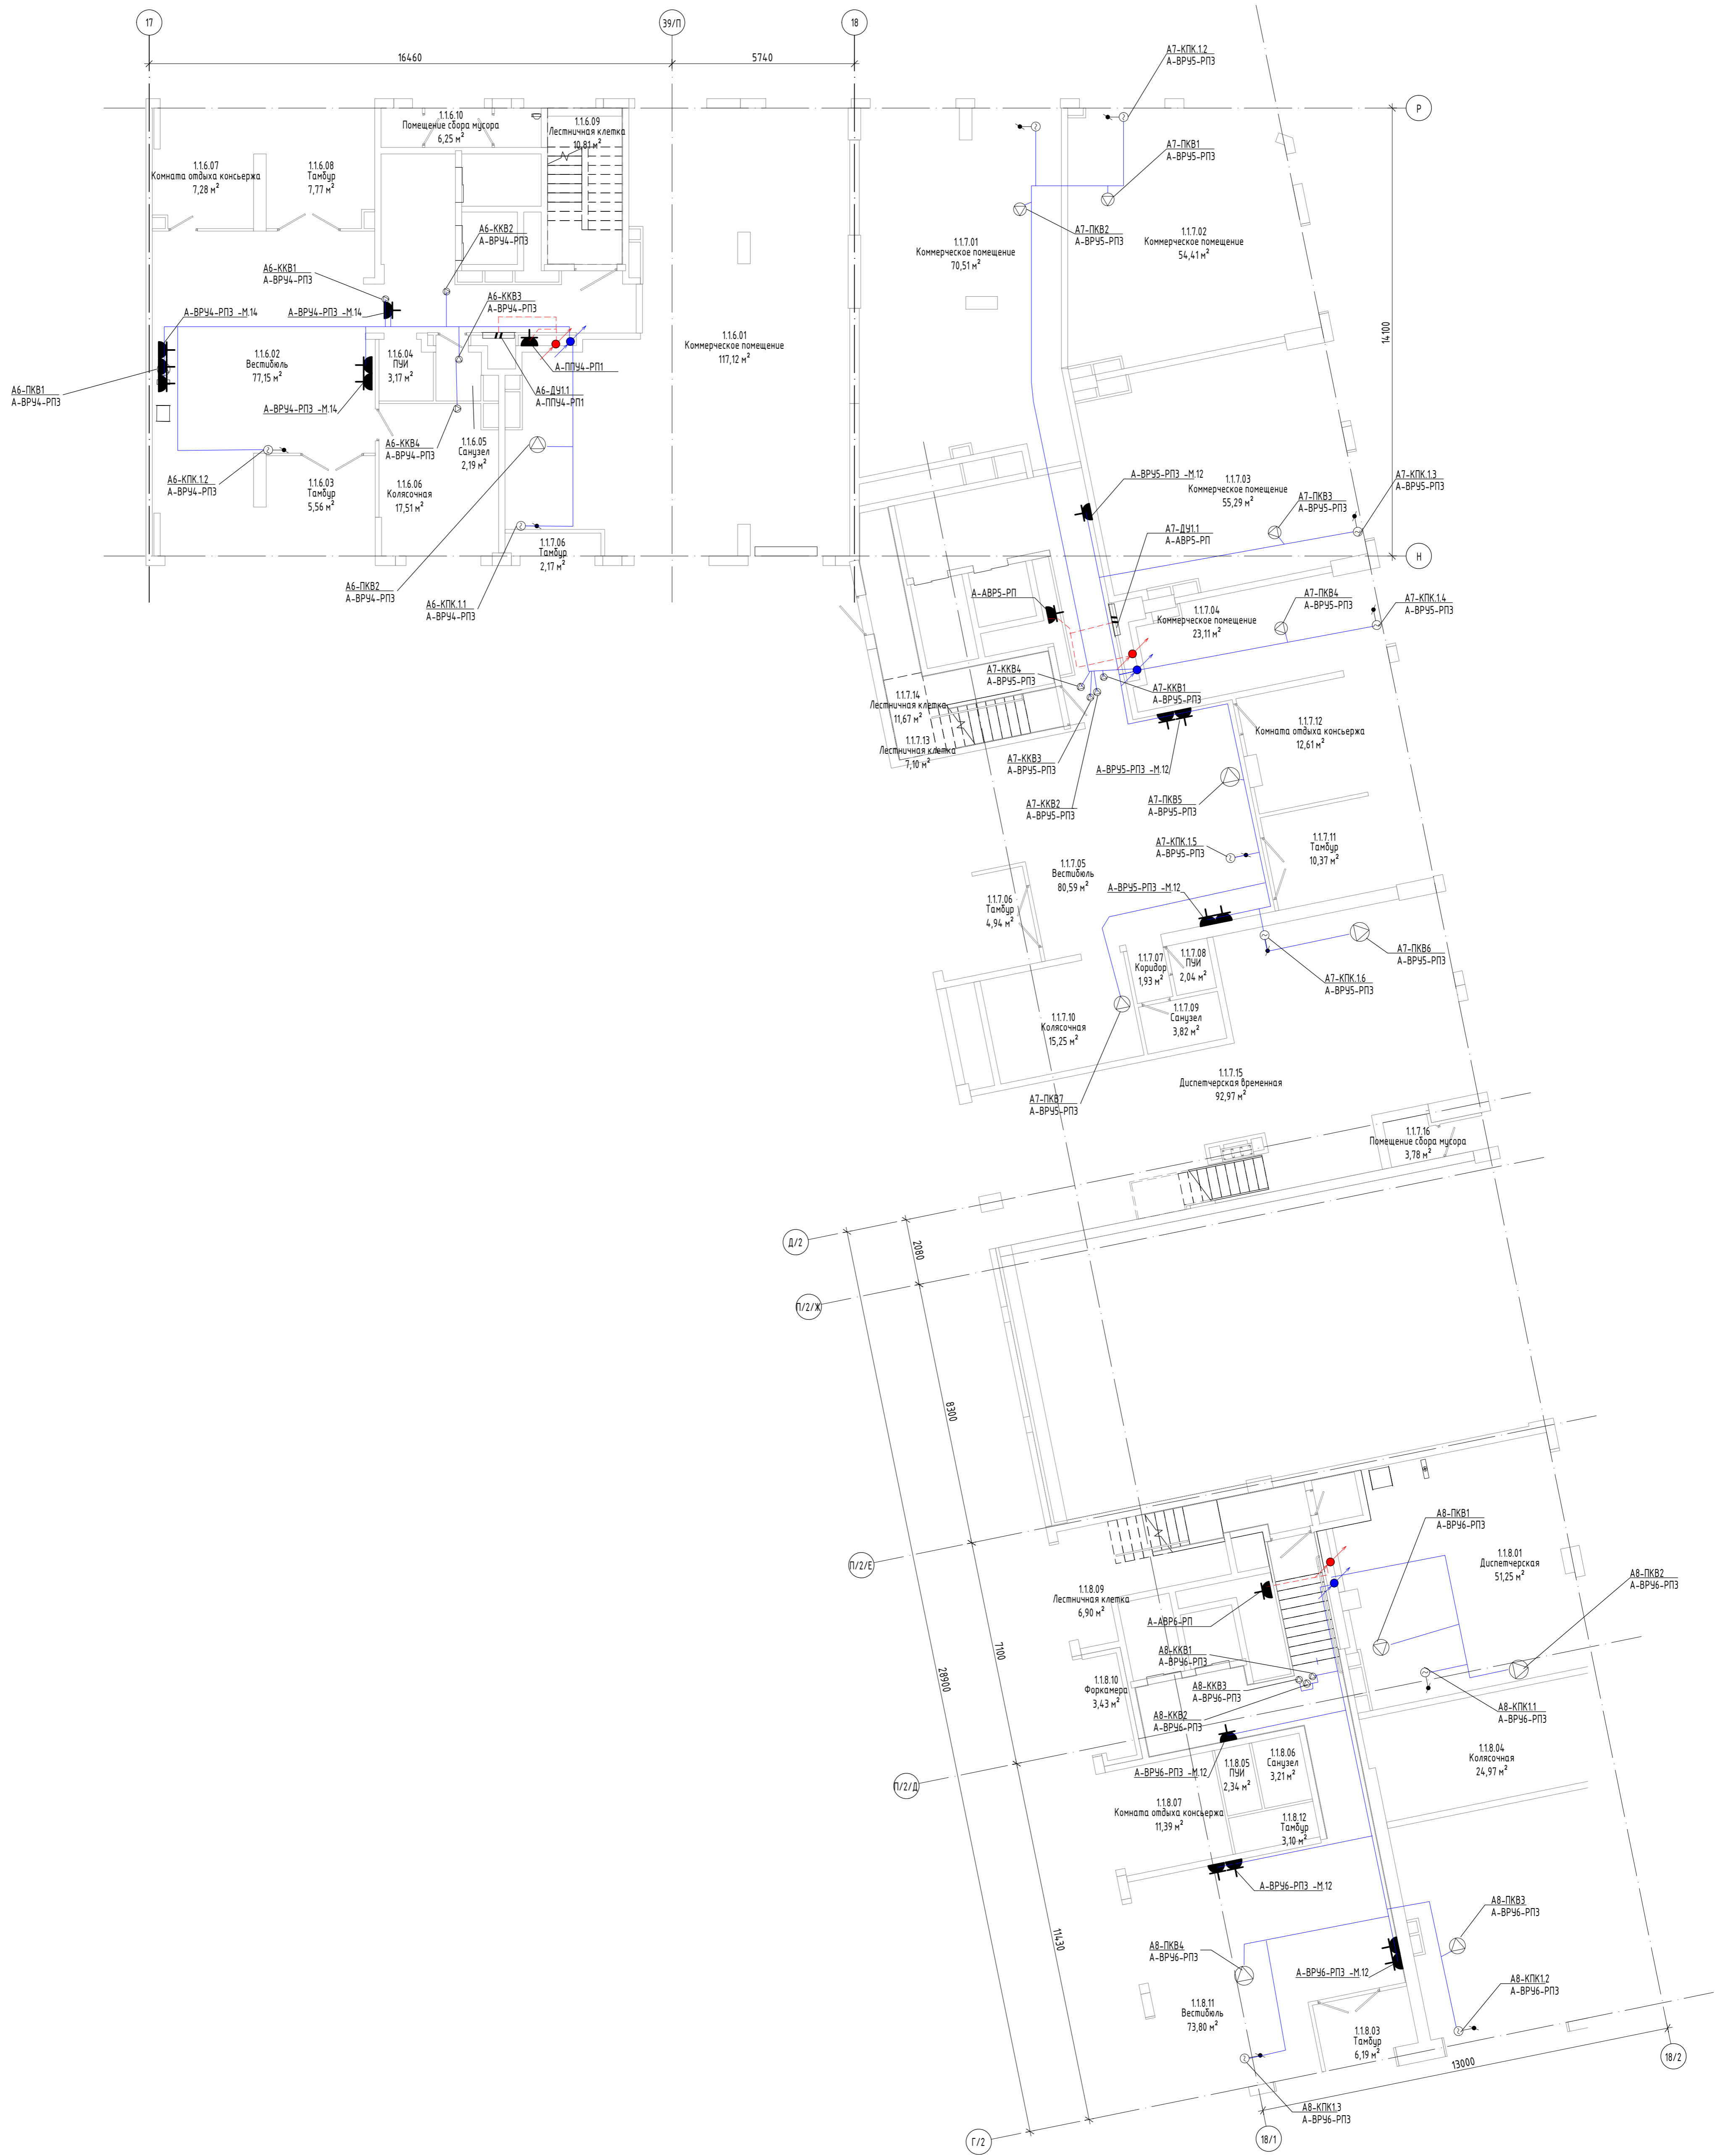 17
39/П
18
16460
5740
А7-КПК.1.2
А-ВРУ5-РП3
Р
1.1.6.10
Помещение сбора мусора
6,25 м²
1.1.6.09
Лестничная клетка
10,81 м²
А7-ПКВ1
А-ВРУ5-РП3
1.1.6.07
Комната отдыха консьержа
7,28 м²
1.1.6.08
Тамбур
7,77 м²
А6-ККВ2
А-ВРУ4-РП3
А7-ПКВ2
А-ВРУ5-РП3
1.1.7.01
Коммерческое помещение
70,51 м²
1.1.7.02
Коммерческое помещение
54,41 м²
А6-ККВ1
А-ВРУ4-РП3
А6-ККВ3
А-ВРУ4-РП3
А-ВРУ4-РП3 -М.14
А-ВРУ4-РП3 -М.14
14100
1.1.6.02
Вестибюль
77,15 м²
1.1.6.04
ПУИ
3,17 м²
1.1.6.01
Коммерческое помещение
117,12 м²
А-ППУ4-РП1
А6-ПКВ1
А-ВРУ4-РП3
А6-ДУ1.1
А-ППУ4-РП1
А-ВРУ4-РП3 -М.14
А6-ККВ4
А-ВРУ4-РП3
1.1.6.05
Санузел
2,19 м²
А6-КПК.1.2
А-ВРУ4-РП3
1.1.6.03
Тамбур
5,56 м²
1.1.6.06
Колясочная
17,51 м²
А-ВРУ5-РП3 -М.12
1.1.7.03
Коммерческое помещение
55,29 м²
А7-КПК.1.3
А-ВРУ5-РП3
А7-ПКВ3
А-ВРУ5-РП3
1.1.7.06
Тамбур
2,17 м²
А7-ДУ1.1
А-АВР5-РП
Н
А6-ПКВ2
А-ВРУ4-РП3
А6-КПК.1.1
А-ВРУ4-РП3
А-АВР5-РП
А7-ПКВ4
А-ВРУ5-РП3
А7-КПК.1.4
А-ВРУ5-РП3
1.1.7.04
Коммерческое помещение
23,11 м²
А7-ККВ4
А-ВРУ5-РП3
А7-ККВ1
А-ВРУ5-РП3
1.1.7.14
Лестничная клетка
11,67 м²
1.1.7.12
Комната отдыха консьержа
12,61 м²
1.1.7.13
Лестничная клетка
7,10 м²
А7-ККВ3
А-ВРУ5-РП3
А-ВРУ5-РП3 -М.12
А7-ККВ2
А-ВРУ5-РП3
А7-ПКВ5
А-ВРУ5-РП3
А7-КПК.1.5
А-ВРУ5-РП3
1.1.7.11
Тамбур
10,37 м²
1.1.7.05
Вестибюль
80,59 м²
А-ВРУ5-РП3 -М.12
1.1.7.06
Тамбур
4,94 м²
1.1.7.07
Коридор
1,93 м²
1.1.7.08
ПУИ
2,04 м²
А7-ПКВ6
А-ВРУ5-РП3
А7-КПК.1.6
А-ВРУ5-РП3
1.1.7.09
Санузел
3,82 м²
1.1.7.10
Колясочная
15,25 м²
1.1.7.15
Диспетчерская временная
92,97 м²
А7-ПКВ7
А-ВРУ5-РП3
1.1.7.16
Помещение сбора мусора
3,78 м²
Д/2
2080
П/2/Ж
8300
А8-ПКВ1
А-ВРУ6-РП3
П/2/Е
1.1.8.01
Диспетчерская
51,25 м²
А8-ПКВ2
А-ВРУ6-РП3
1.1.8.09
Лестничная клетка
6,90 м²
А-АВР6-РП
7100
28900
А8-ККВ1
А-ВРУ6-РП3
1.1.8.10
Форкамера
3,43 м²
А8-ККВ3
А-ВРУ6-РП3
А8-ККВ2
А-ВРУ6-РП3
А8-КПК1.1
А-ВРУ6-РП3
П/2/Д
А-ВРУ6-РП3 -М.12
1.1.8.05
ПУИ
2,34 м²
1.1.8.06
Санузел
3,21 м²
1.1.8.04
Колясочная
24,97 м²
1.1.8.07
Комната отдыха консьержа
11,39 м²
1.1.8.12
Тамбур
3,10 м²
А-ВРУ6-РП3 -М.12
А8-ПКВ3
А-ВРУ6-РП3
11430
А8-ПКВ4
А-ВРУ6-РП3
А-ВРУ6-РП3 -М.12
А8-КПК1.2
А-ВРУ6-РП3
1.1.8.11
Вестибюль
73,80 м²
1.1.8.03
Тамбур
6,19 м²
13000
18/2
А8-КПК1.3
А-ВРУ6-РП3
Г/2
18/1